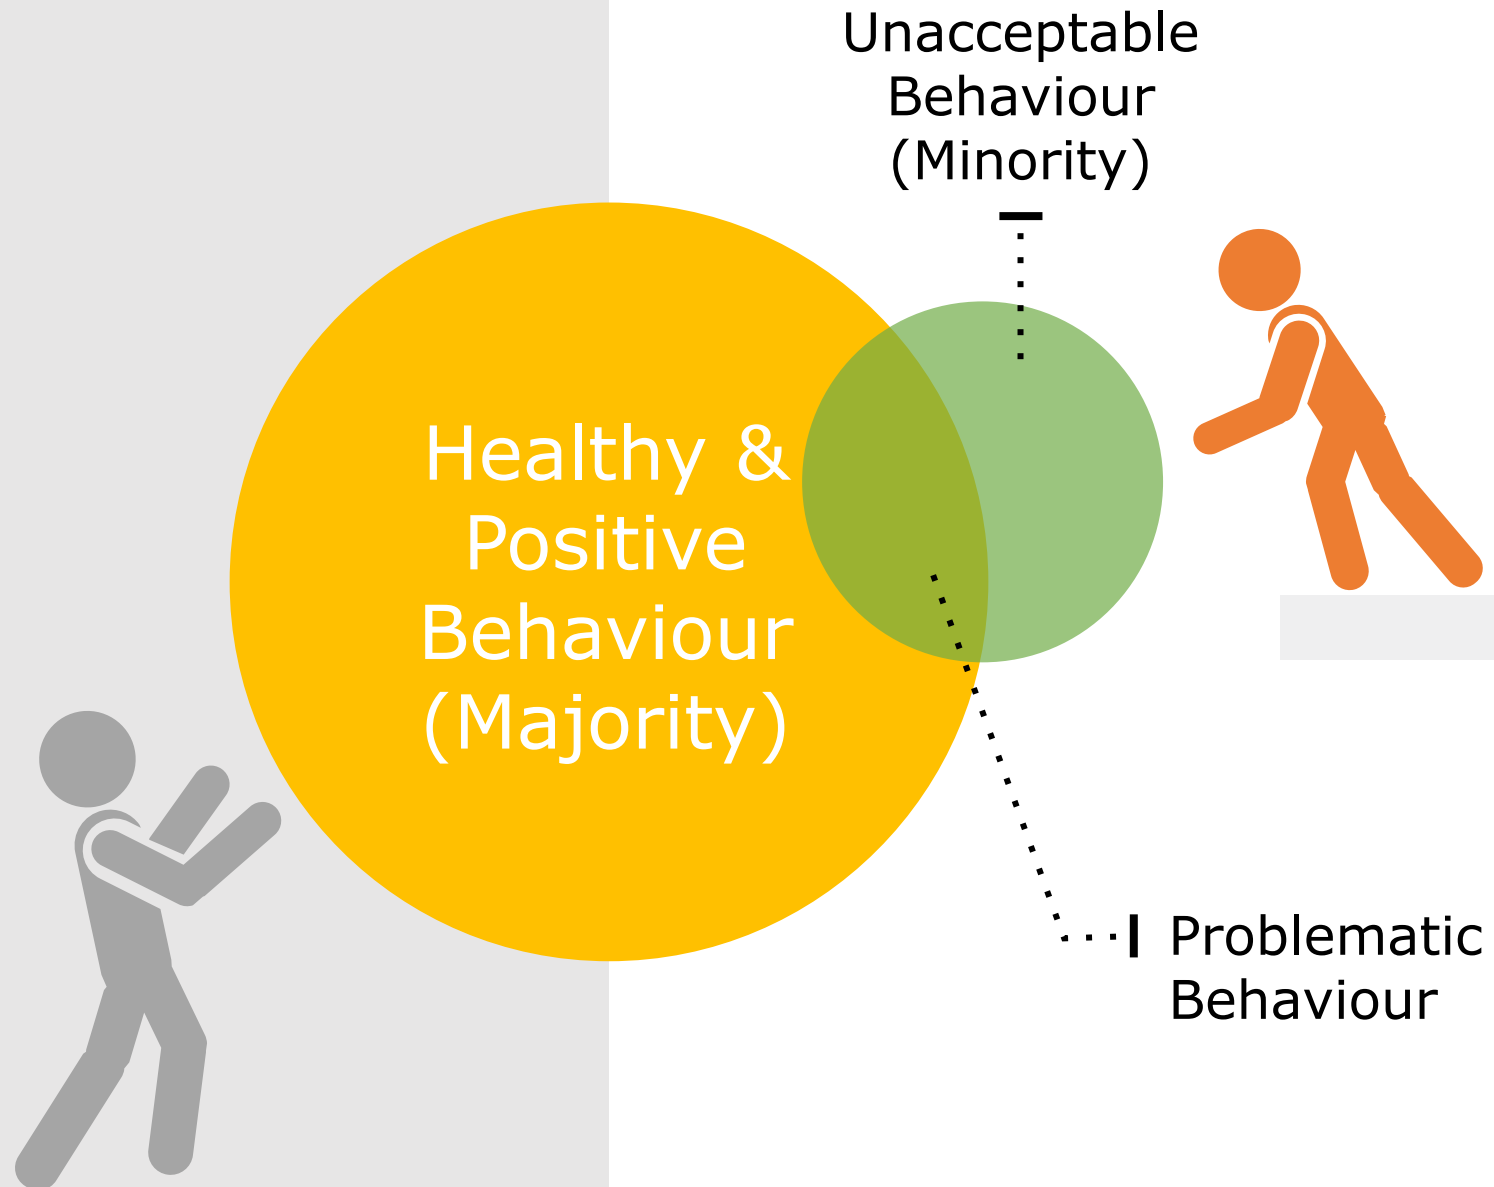 Unacceptable
Behaviour
(Minority)
Healthy &
Positive
Behaviour
(Majority)
Problematic
Behaviour